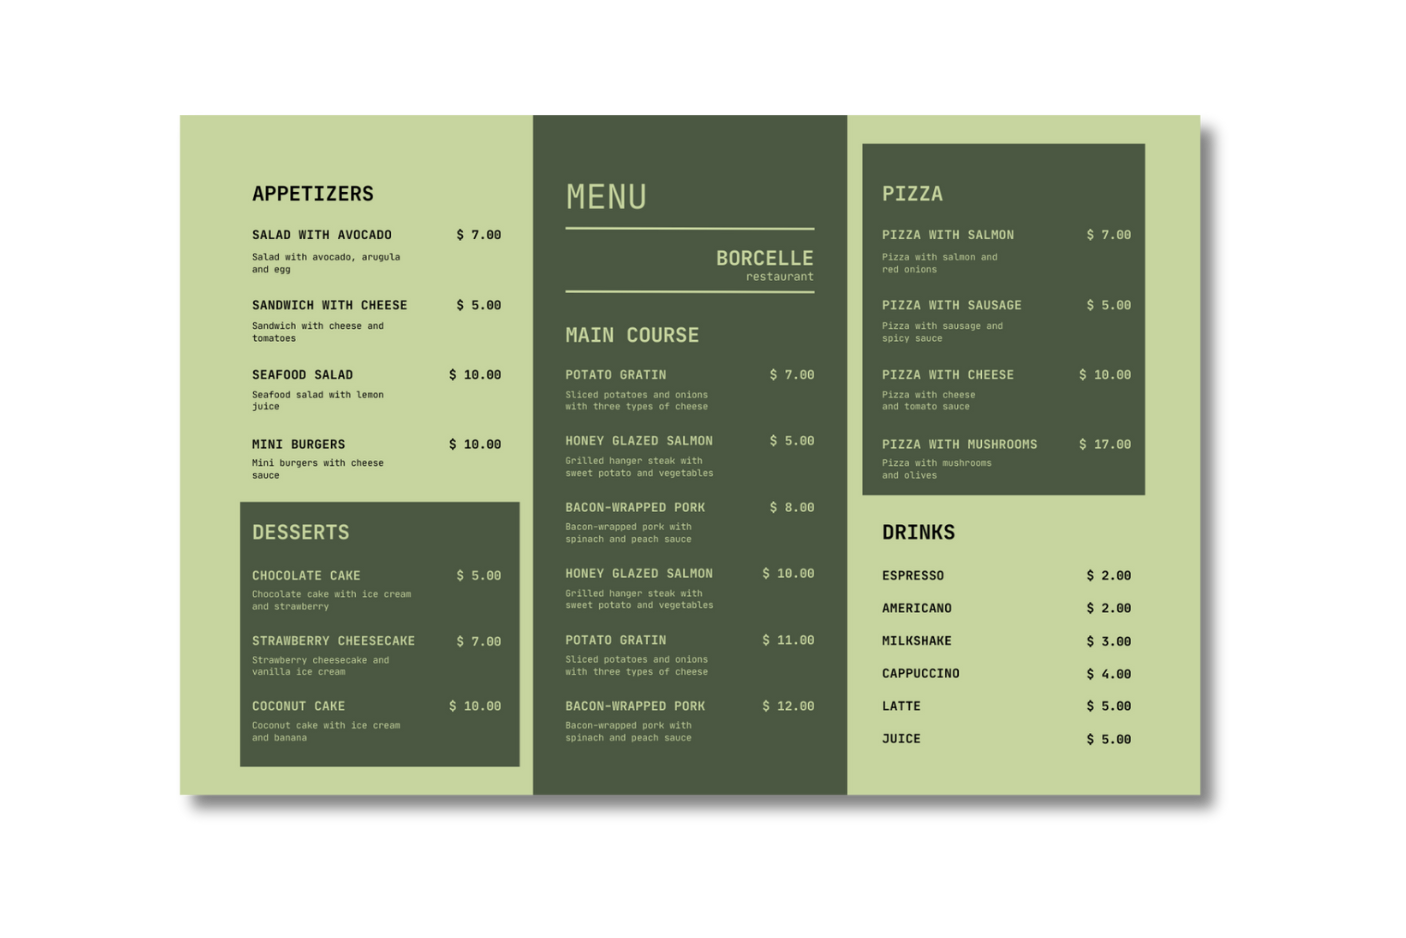 APPETIZERS
SALAD WITH AVOCADO $ 7.00
Salad with avocado, arugula
and egg
SANDWICH WITH CHEESE $ 5.00
Sandwich with cheese and
tomatoes
SEAFOOD SALAD $ 10.00
Seafood salad with lemon
juice
MINI BURGERS $ 10.00
Mini burgers with cheese
sauce
DESSERTS
CHOCOLATE CAKE $ 5.00
Chocolate cake with ice cream
and strawberry
STRAWBERRY CHEESECAKE $ 7.00
Strawberry cheesecake and
vanilla ice cream
COCONUT CAKE $ 10.00
Coconut cake with ice cream
and banana
MENU
BORCELLE
restaurant
MAIN COURSE
POTATO GRATIN $ 7.00
Sliced potatoes and onions
with three types of cheese
HONEY GLAZED SALMON $ 5.00
Grilled hanger steak with
sweet potato and vegetables
BACON-WRAPPED PORK $ 8.00
Bacon-wrapped pork with
spinach and peach sauce
HONEY GLAZED SALMON $ 10.00
Grilled hanger steak with
sweet potato and vegetables
POTATO GRATIN $ 11.00
Sliced potatoes and onions
with three types of cheese
BACON-WRAPPED PORK $ 12.00
Bacon-wrapped pork with
spinach and peach sauce
PIZZA
PIZZA WITH SALMON $ 7.00
Pizza with salmon and
red onions
PIZZA WITH SAUSAGE $ 5.00
Pizza with sausage and
spicy sauce
PIZZA WITH CHEESE $ 10.00
Pizza with cheese
and tomato sauce
PIZZA WITH MUSHROOMS $ 17.00
Pizza with mushrooms
and olives
DRINKS
ESPRESSO $ 2.00
AMERICANO $ 2.00
MILKSHAKE $ 3.00
CAPPUCCINO $ 4.00
LATTE $ 5.00
JUICE $ 5.00